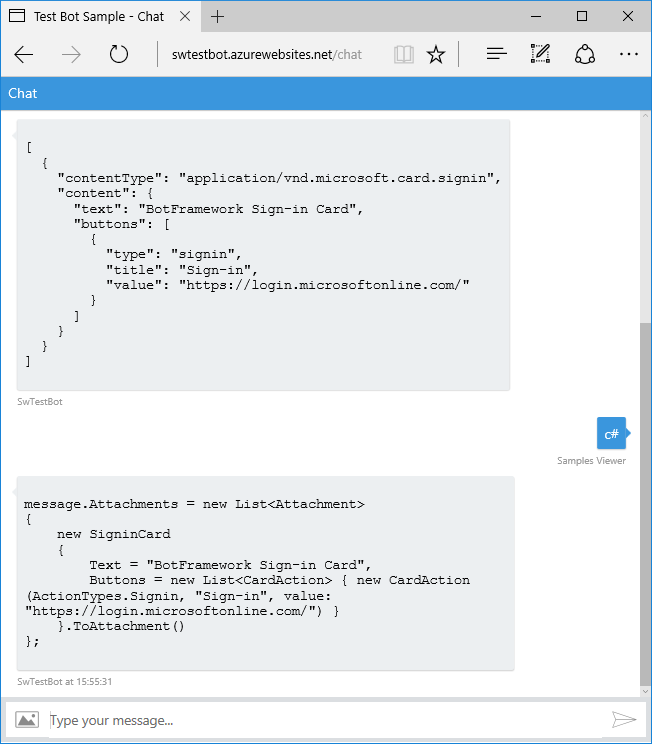 Test Bot Sample - Chat
swtestbot.azurewebsites.net/chat
Chat
[
  {
    "contentType": "application/vnd.microsoft.card.signin",
    "content": {
      "text": "BotFramework Sign-in Card",
      "buttons": [
        {
          "type": "signin",
          "title": "Sign-in",
          "value": "https://login.microsoftonline.com/"
        }
      ]
    }
  }
]
SwTestBot
c#
Samples Viewer
message.Attachments = new List<Attachment>
{
    new SigninCard
    {
        Text = "BotFramework Sign-in Card",
        Buttons = new List<CardAction> { new CardAction
(ActionTypes.Signin, "Sign-in", value:
"https://login.microsoftonline.com/") }
    }.ToAttachment()
};
SwTestBot at 15:55:31
Type your message...